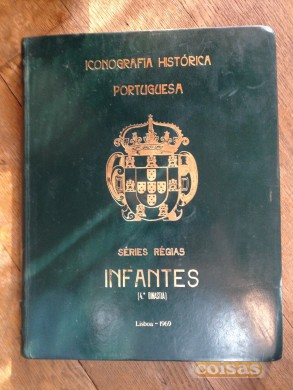 ICONOGRAFIA HISTÓRICA
PORTUGUESA
SÉRIES RÉGIAS
INFANTES
(4.ª DINASTIA)
Lisboa - 1969
coisas